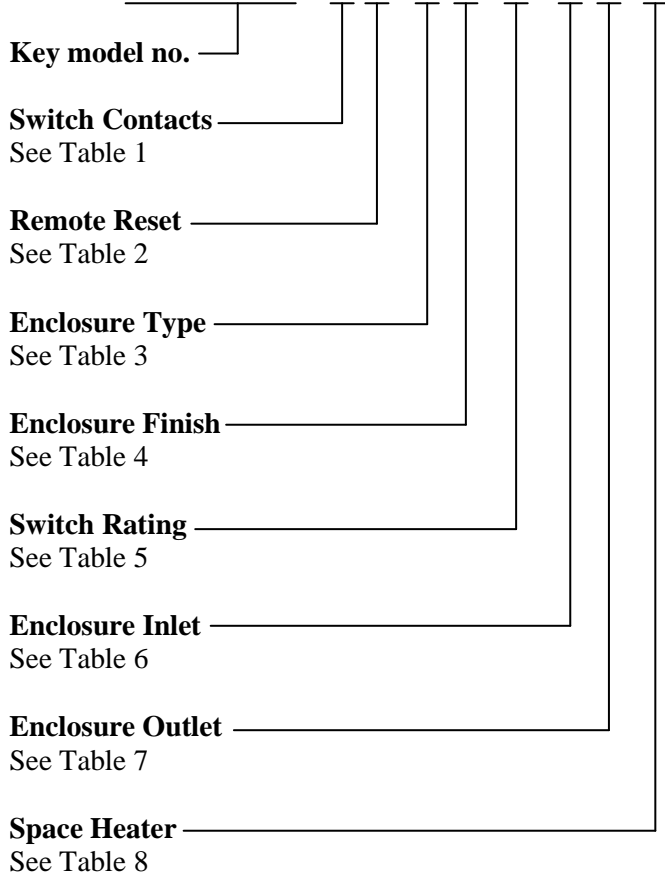 Key model no.
Switch Contacts
See Table 1
Remote Reset
See Table 2
Enclosure Type
See Table 3
Enclosure Finish
See Table 4
Switch Rating
See Table 5
Enclosure Inlet
See Table 6
Enclosure Outlet
See Table 7
Space Heater
See Table 8